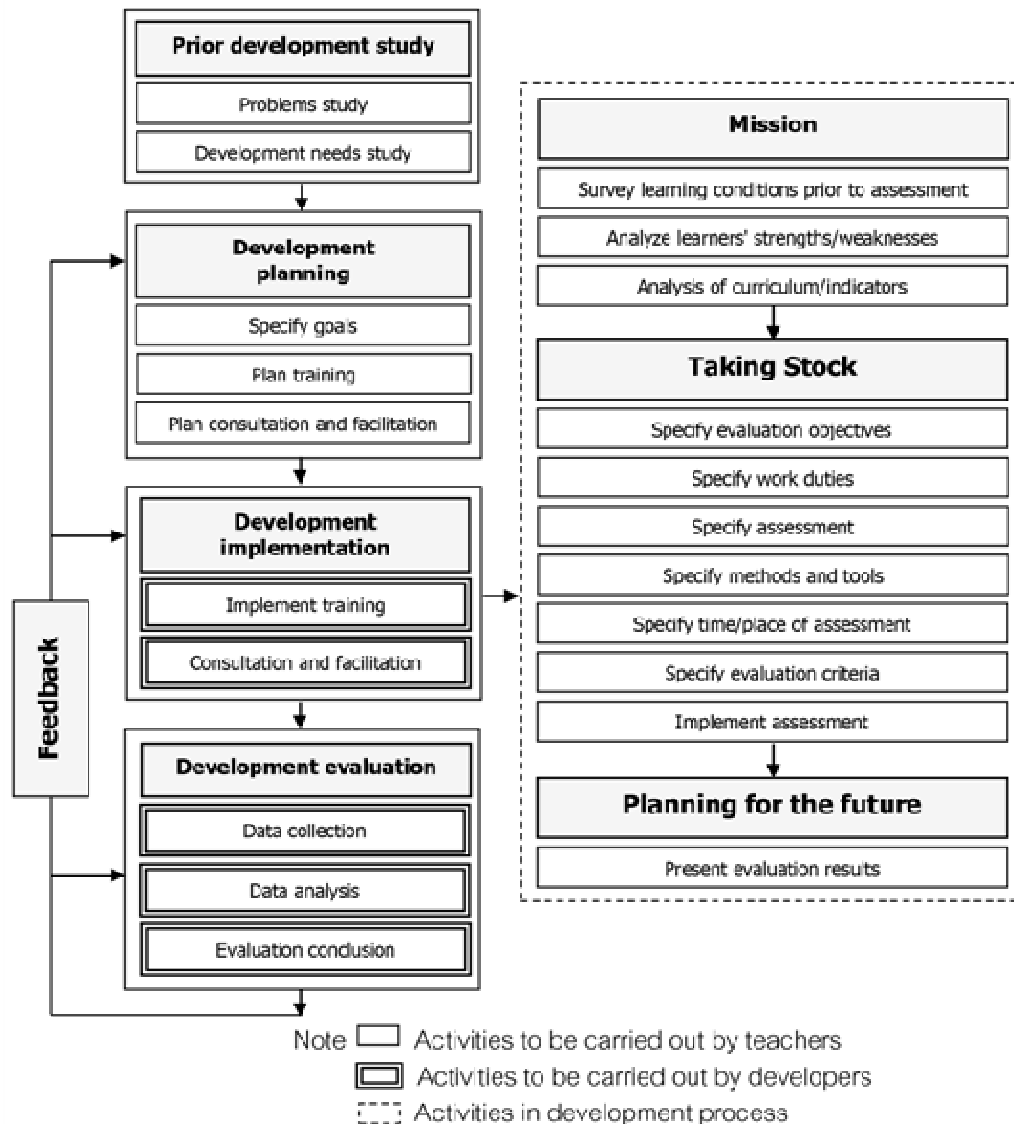 Prior development study
Problems study
Development needs study
Development
planning
Specify goals
Plan training
Plan consultation and facilitation
Development
implementation
Implement training
Consultation and facilitation
Feedback
Development evaluation
Data collection
Data analysis
Evaluation conclusion
Mission
Survey learning conditions prior to assessment
Analyze learners' strengths/weaknesses
Analysis of curriculum/indicators
Taking Stock
Specify evaluation objectives
Specify work duties
Specify assessment
Specify methods and tools
Specify time/place of assessment
Specify evaluation criteria
Implement assessment
Planning for the future
Present evaluation results
Note Activities to be carried out by teachers
Activities to be carried out by developers
Activities in development process